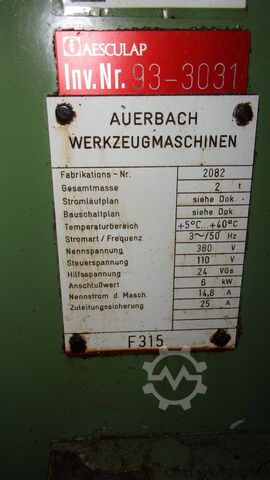 AESCULAP
Inv.Nr. 93-3031
AUERBACH
WERKZEUGMASCHINEN
Fabrikations - Nr. 2082
Gesamtmasse 2 t
Stromläufplan siehe Dok.
Bauschaltplan siehe Dok.
Temperaturbereich +5°C...+40°C
Stromart / Frequenz 3~/50 Hz
Nennspannung 380 V
Steuerspannung 110 V
Hilfsspannung 24 VGs
Anschlußwert 6 kW
Nennstrom d. Masch. 14,8 A
Zuleitungssicherung 25 A
F315